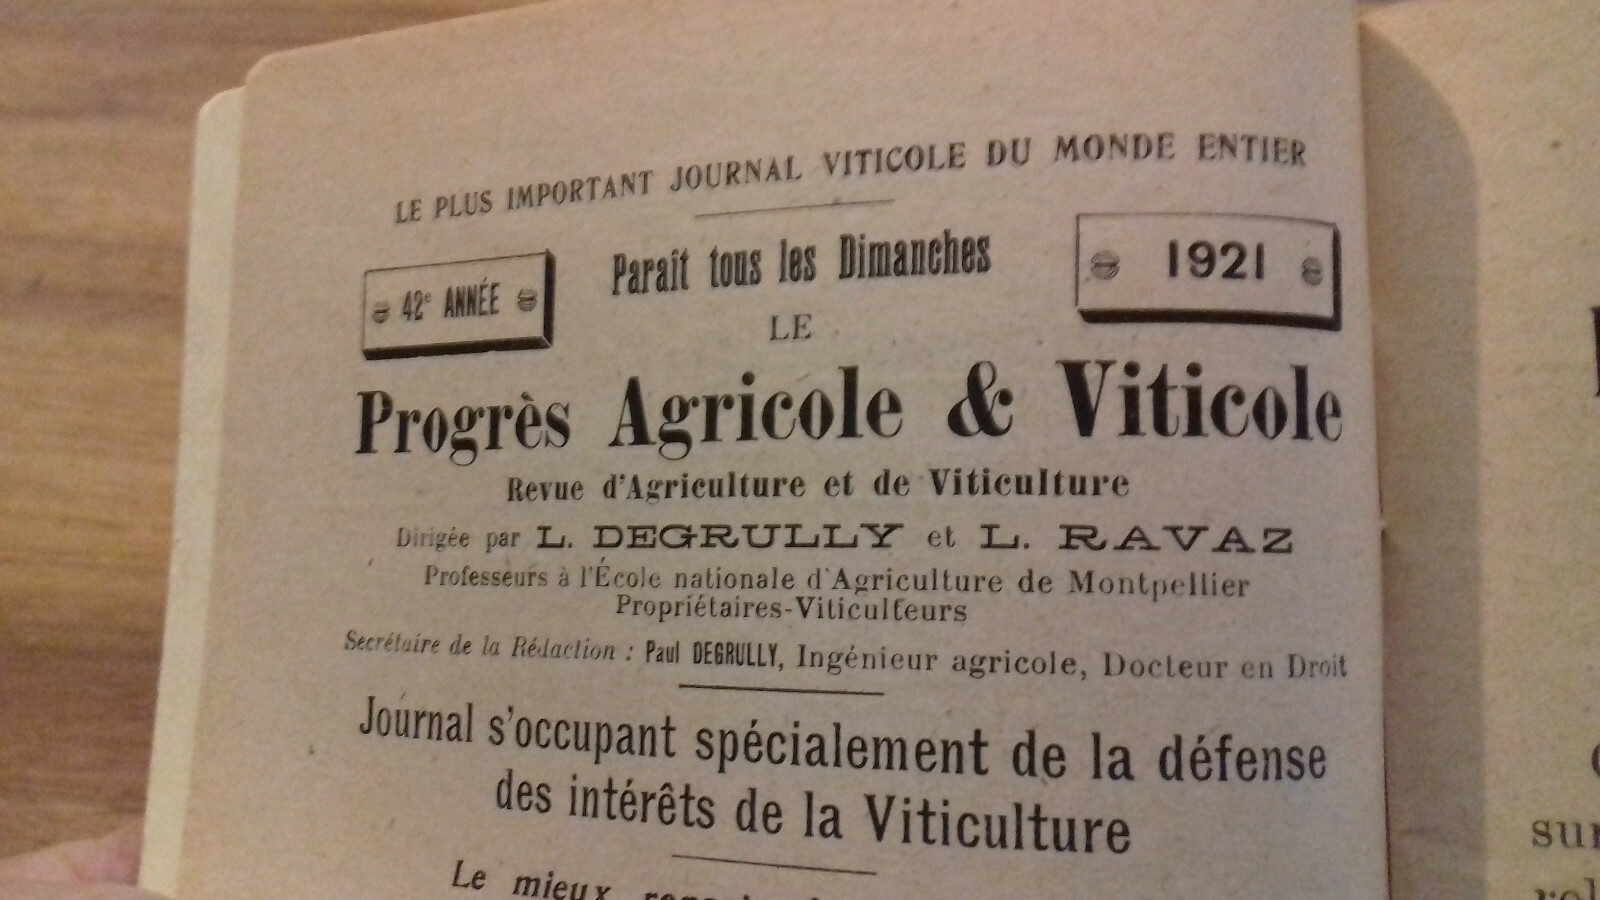 LE PLUS IMPORTANT JOURNAL VITICOLE DU MONDE ENTIER
42e ANNÉE
Paraît tous les Dimanches
1921
LE
Progrès Agricole & Viticole
Revue d'Agriculture et de Viticulture
Dirigée par L. DEGRULLY et L. RAVAZ
Professeurs à l'École nationale d'Agriculture de Montpellier
Propriétaires-Viticulteurs
Secrétaire de la Rédaction : Paul DEGRULLY, Ingénieur agricole, Docteur en Droit
Journal s'occupant spécialement de la défense
des intérêts de la Viticulture
Le mieux